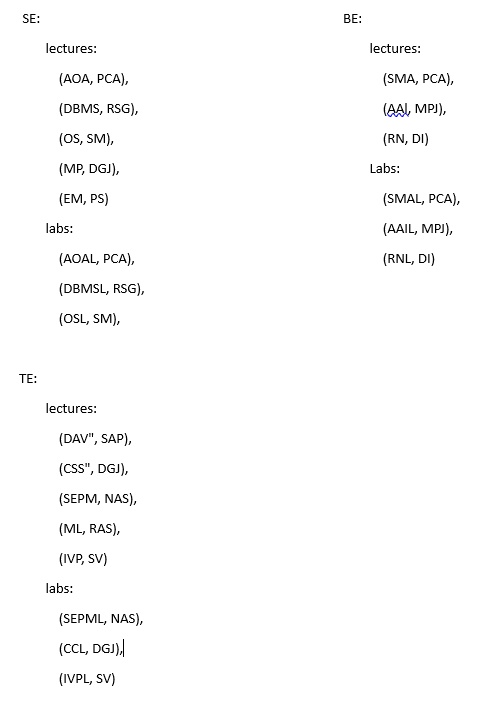 SE:
lectures:
(AOA, PCA),
(DBMS, RSG),
(OS, SM),
(MP, DGJ),
(EM, PS)
labs:
(AOAL, PCA),
(DBMSL, RSG),
(OSL, SM),
BE:
lectures:
(SMA, PCA),
(AAI, MPJ),
(RN, DI)
Labs:
(SMAL, PCA),
(AAIL, MPJ),
(RNL, DI)
TE:
lectures:
(DAV", SAP),
(CSS", DGJ),
(SEPM, NAS),
(ML, RAS),
(IVP, SV)
labs:
(SEPML, NAS),
(CCL, DGJ),
(IVPL, SV)